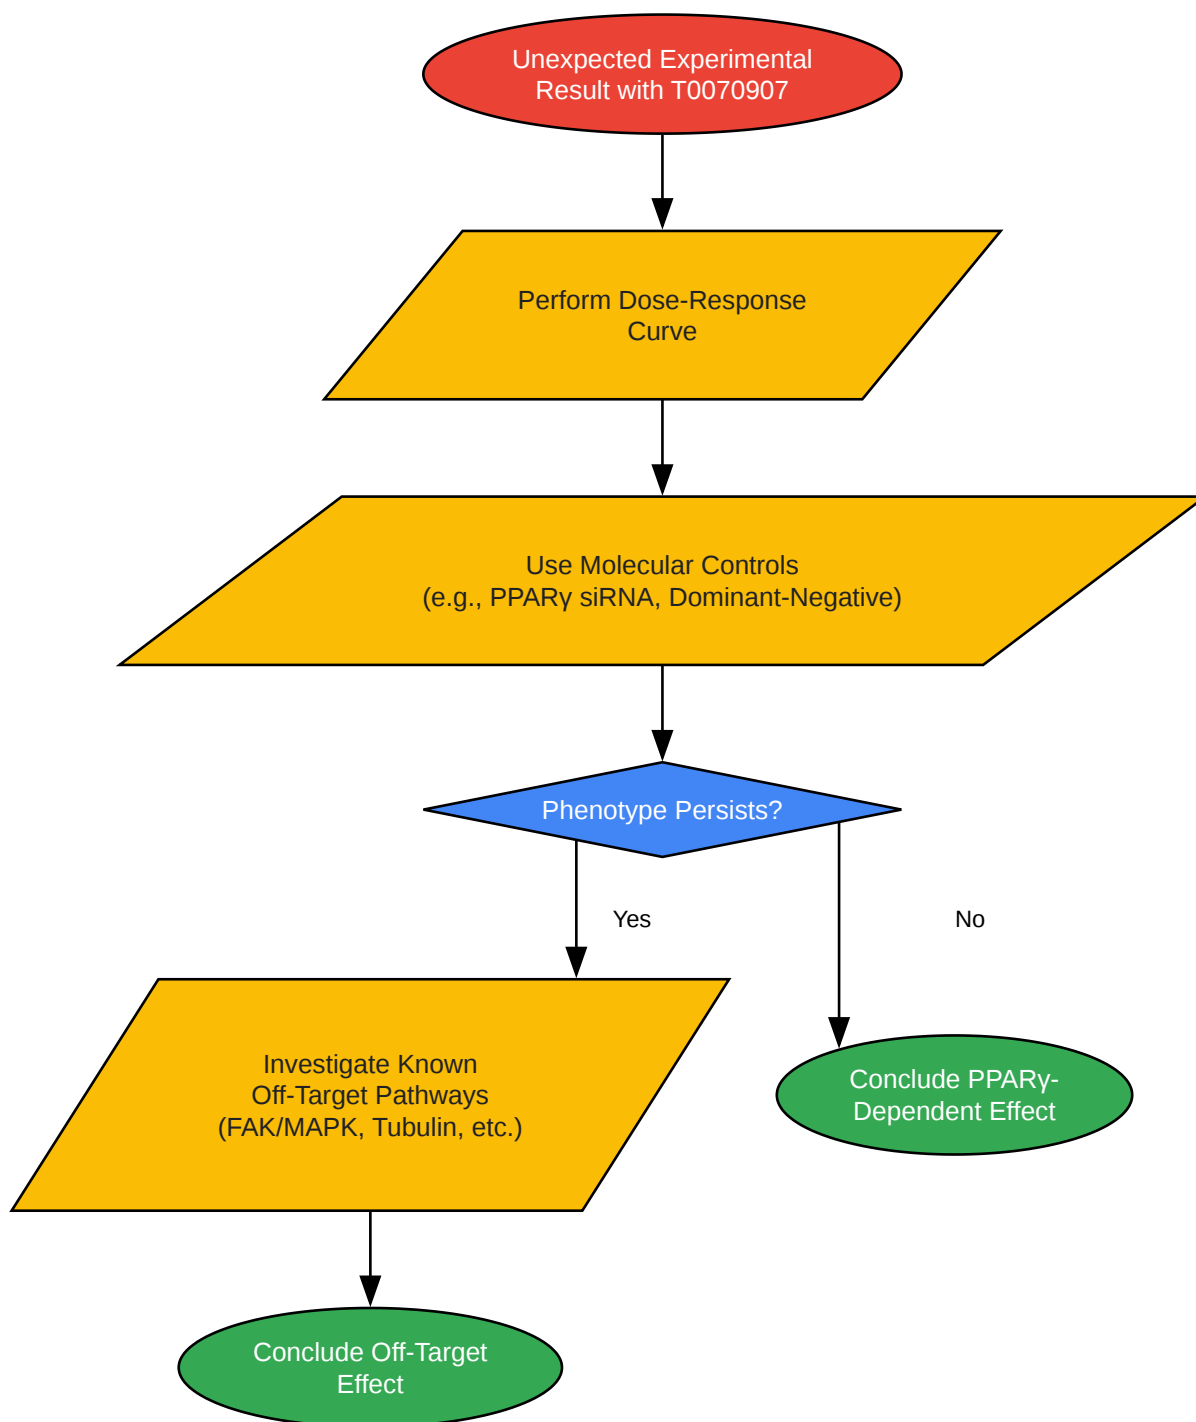 Unexpected Experimental
Result with T0070907
Perform Dose-Response
Curve
Use Molecular Controls
(e.g., PPARγ siRNA, Dominant-Negative)
Phenotype Persists?
Yes
No
Investigate Known
Off-Target Pathways
(FAK/MAPK, Tubulin, etc.)
Conclude PPARγ-
Dependent Effect
Conclude Off-Target
Effect